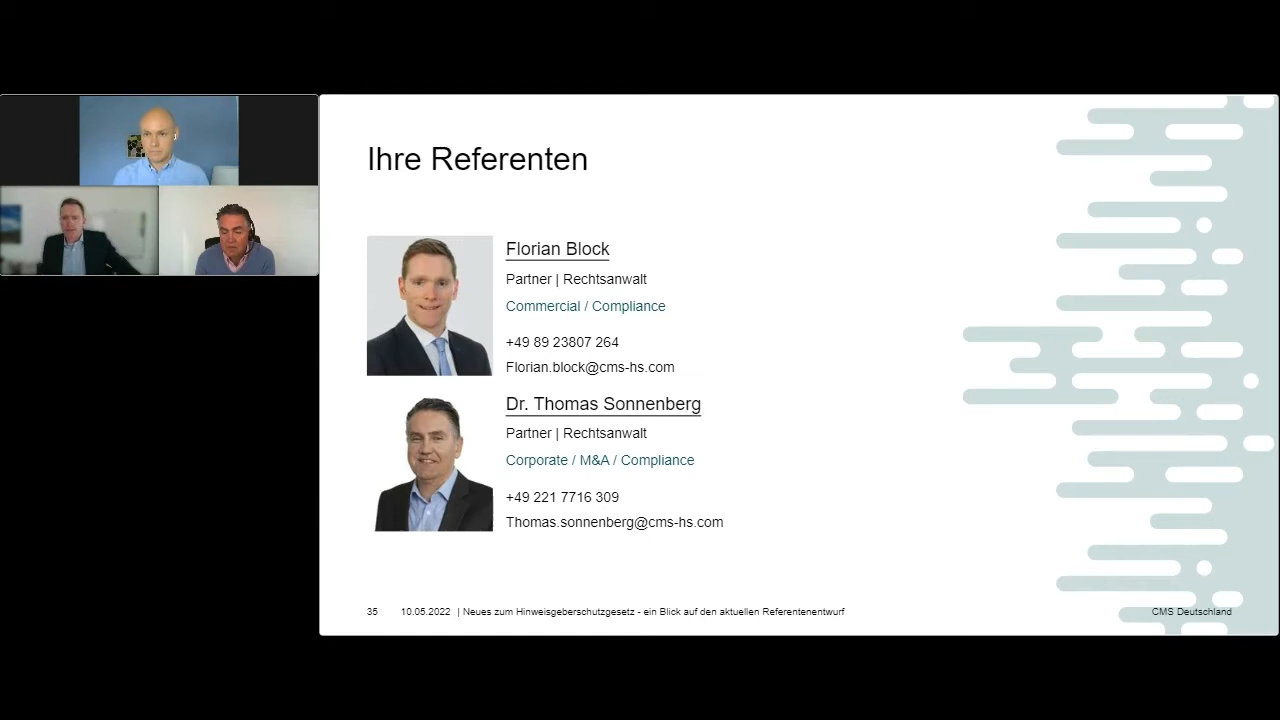 Ihre Referenten
Florian Block
Partner | Rechtsanwalt
Commercial / Compliance
+49 89 23807 264
Florian.block@cms-hs.com
Dr. Thomas Sonnenberg
Partner | Rechtsanwalt
Corporate / M&A / Compliance
+49 221 7716 309
Thomas.sonnenberg@cms-hs.com
35 10.05.2022 | Neues zum Hinweisgeberschutzgesetz - ein Blick auf den aktuellen Referentenentwurf
CMS Deutschland